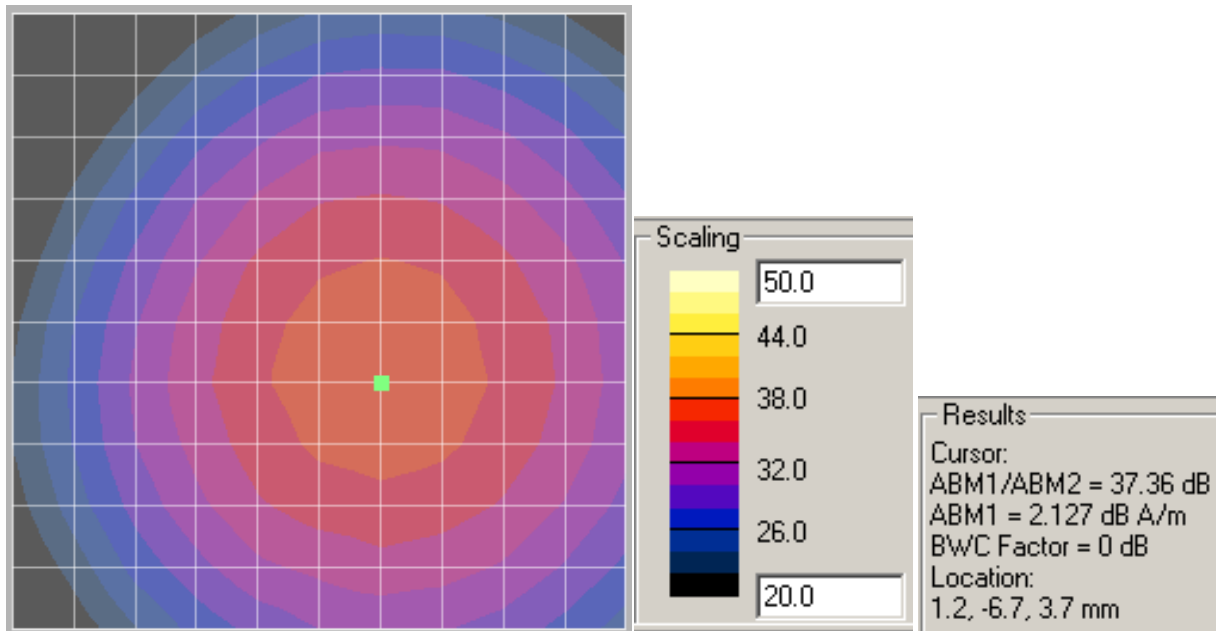 Scaling
50.0
44.0
38.0
32.0
26.0
20.0
Results
Cursor:
ABM1/ABM2 = 37.36 dB
ABM1 = 2.127 dB A/m
BWC Factor = 0 dB
Location:
1.2, -6.7, 3.7 mm